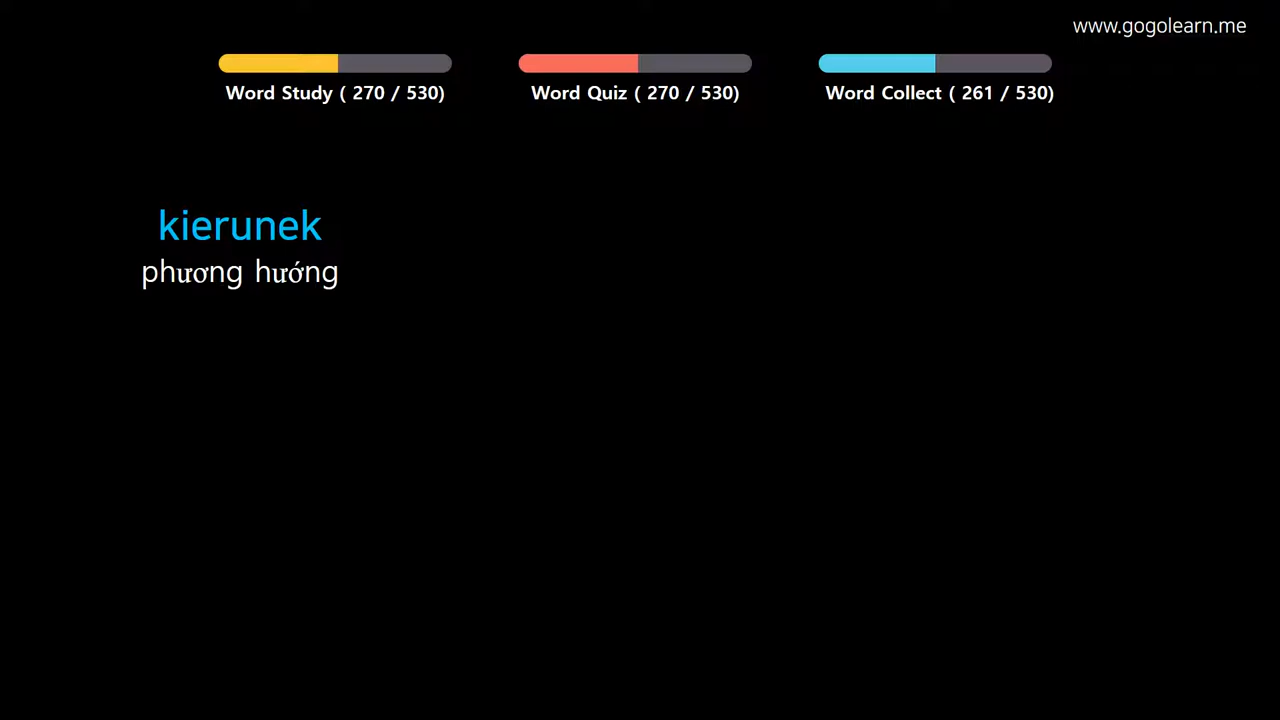 www.gogolearn.me
Word Study ( 270 / 530)
Word Quiz ( 270 / 530)
Word Collect ( 261 / 530)
kierunek
phương hướng